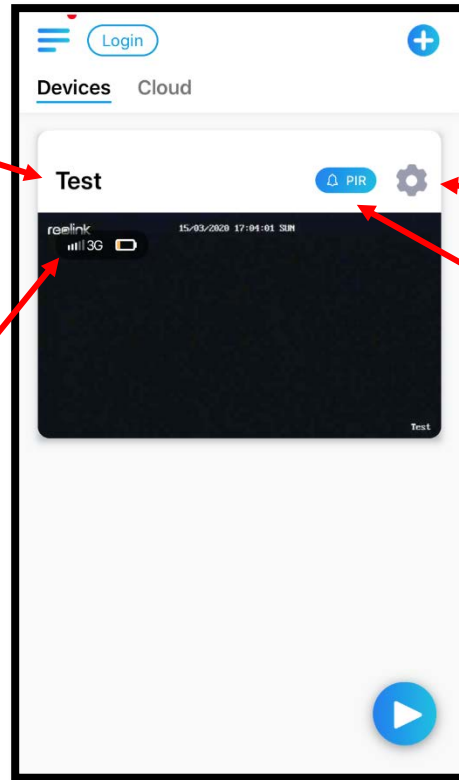 Login
Devices Cloud
Test
PIR
reolink
15/03/2020 17:04:01 SUN
3G
Test